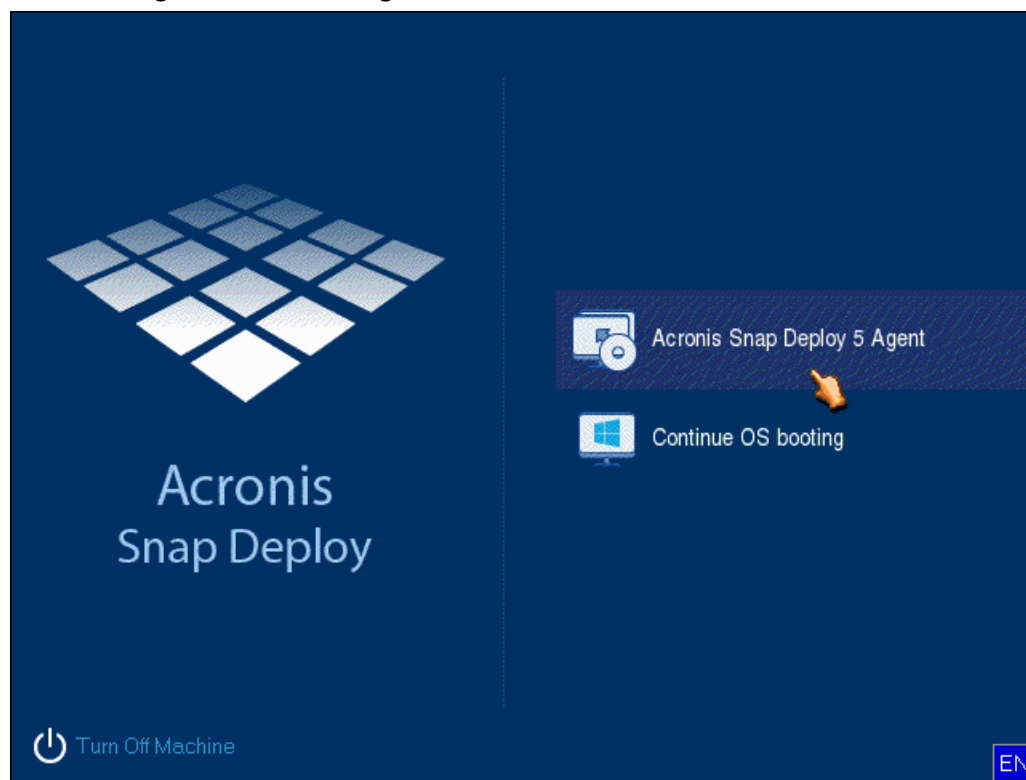 Acronis
Snap Deploy
Acronis Snap Deploy 5 Agent
Continue OS booting
Turn Off Machine
EN